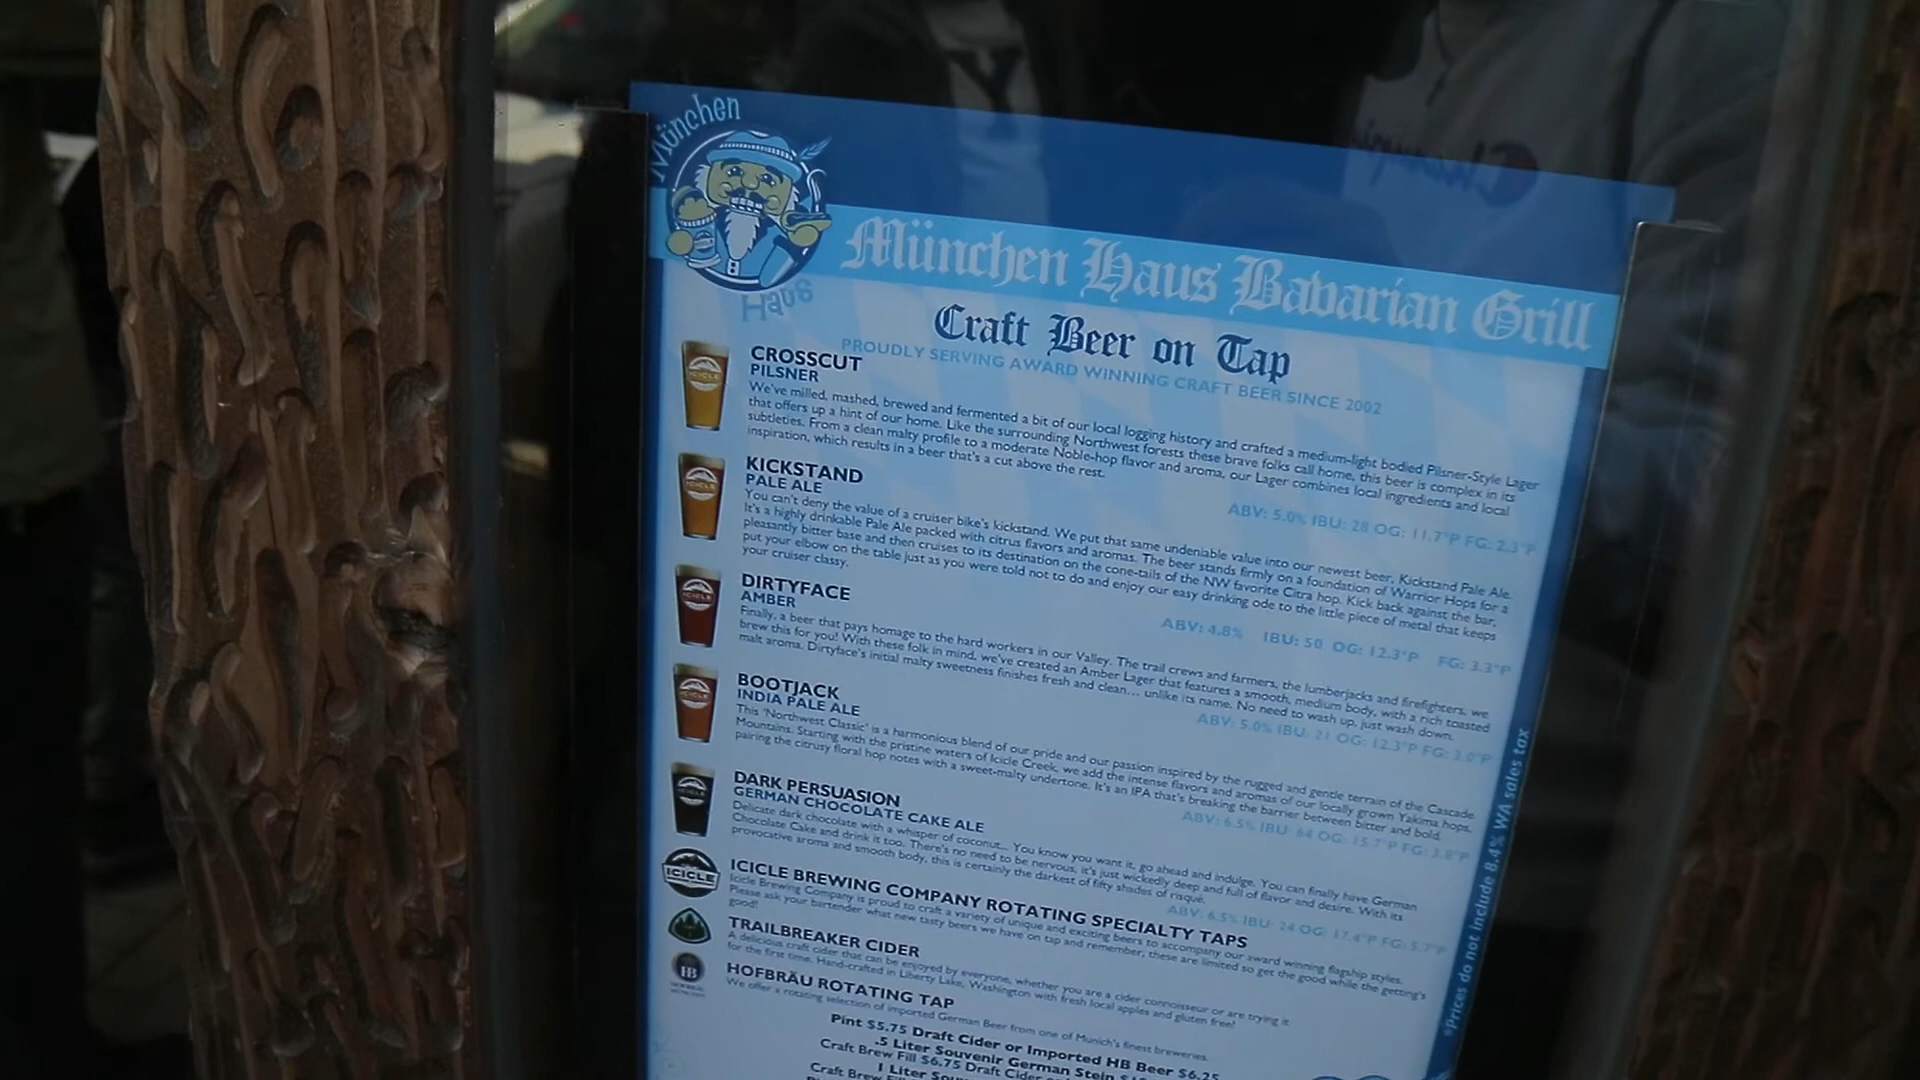 München
Haus
München Haus Bavarian Grill
Craft Beer on Tap
PROUDLY SERVING AWARD WINNING CRAFT BEER SINCE 2002
CROSSCUT
PILSNER
We've milled, mashed, brewed and fermented a bit of our local logging history and crafted a medium-light bodied Pilsner-Style Lager
that offers up a hint of our home. Like the surrounding Northwest forests these brave folks call home, this beer is complex in its
subtleties. From a clean malty profile to a moderate Noble-hop flavor and aroma, our Lager combines local ingredients and local
inspiration, which results in a beer that's a cut above the rest.
ABV: 5.0% IBU: 28 OG: 11.7°P FG: 2.3°P
KICKSTAND
PALE ALE
You can't deny the value of a cruiser bike's kickstand. We put that same undeniable value into our newest beer, Kickstand Pale Ale.
It's a highly drinkable Pale Ale packed with citrus flavors and aromas. The beer stands firmly on a foundation of Warrior Hops for a
pleasantly bitter base and then cruises to its destination on the cone-tails of the NW favorite Citra hop. Kick back against the bar,
put your elbow on the table just as you were told not to do and enjoy our easy drinking ode to the little piece of metal that keeps
your cruiser classy.
ABV: 4.8% IBU: 50 OG: 12.3°P FG: 3.3°P
DIRTYFACE
AMBER
Finally, a beer that pays homage to the hard workers in our Valley. The trail crews and farmers, the lumberjacks and firefighters, we
brew this for you! With these folk in mind, we've created an Amber Lager that features a smooth, medium body, with a rich toasted
malt aroma. Dirtyface's initial malty sweetness finishes fresh and clean... unlike its name. No need to wash up, just wash down.
ABV: 5.0% IBU: 21 OG: 12.3°P FG: 3.0°P
BOOTJACK
INDIA PALE ALE
This 'Northwest Classic' is a harmonious blend of our pride and our passion inspired by the rugged and gentle terrain of the Cascade
Mountains. Starting with the pristine waters of Icicle Creek, we add the intense flavors and aromas of our locally grown Yakima hops,
pairing the citrusy floral hop notes with a sweet-malty undertone. It's an IPA that's breaking the barrier between bitter and bold.
ABV: 6.5% IBU: 64 OG: 15.7°P FG: 3.8°P
DARK PERSUASION
GERMAN CHOCOLATE CAKE ALE
Delicate dark chocolate with a whisper of coconut... You know you want it, go ahead and indulge. You can finally have German
Chocolate Cake and drink it too. There's no need to be nervous, it's just wickedly deep and full of flavor and desire. With its
provocative aroma and smooth body, this is certainly the darkest of fifty shades of risqué.
ABV: 6.5% IBU: 24 OG: 17.4°P FG: 5.7°P
ICICLE
ICICLE BREWING COMPANY ROTATING SPECIALTY TAPS
Icicle Brewing Company is proud to craft a variety of unique and exciting beers to accompany our award winning flagship styles.
Please ask your bartender what new tasty beers we have on tap and remember, these are limited so get the good while the getting's
good!
TRAILBREAKER CIDER
A delicious craft cider that can be enjoyed by everyone, whether you are a cider connoisseur or are trying it
for the first time. Hand-crafted in Liberty Lake, Washington with fresh local apples and gluten free!
HB
HOFBRÄU ROTATING TAP
We offer a rotating selection of imported German Beer from one of Munich's finest breweries.
Pint $5.75 Draft Cider or Imported HB Beer $6.25
.5 Liter Souvenir German Stein
Craft Brew Fill $6.75 Draft Cider
1 Liter
Craft Brew
*Prices do not include 8.4% WA sales tax